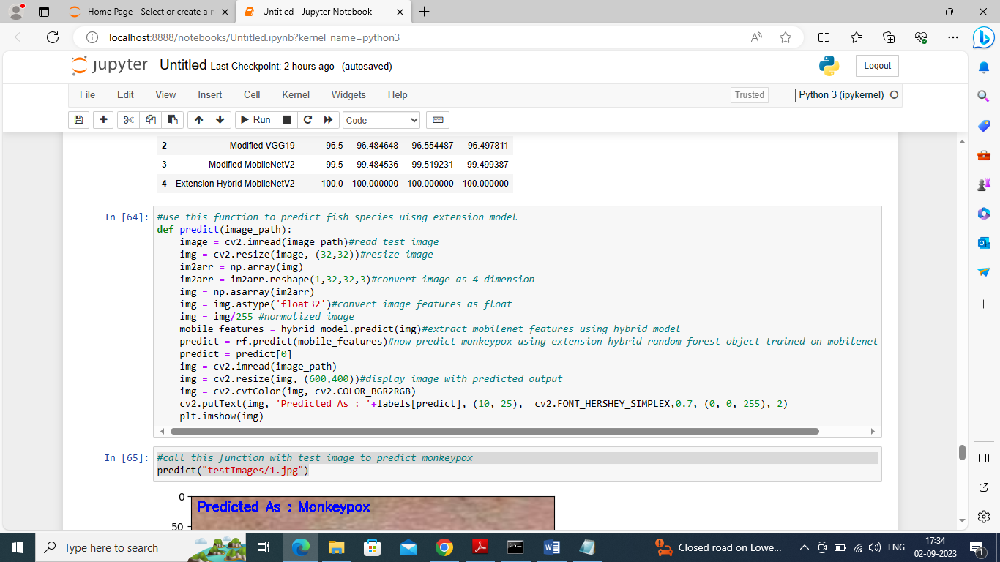 Home Page - Select or create a n
Untitled - Jupyter Notebook
localhost:8888/notebooks/Untitled.ipynb?kernel_name=python3
jupyter Untitled Last Checkpoint: 2 hours ago (autosaved)
Logout
File Edit View Insert Cell Kernel Widgets Help
Trusted
Python 3 (ipykernel)
Run
Code
2 Modified VGG19 96.5 96.484648 96.554487 96.497811
3 Modified MobileNetV2 99.5 99.484536 99.519231 99.499387
4 Extension Hybrid MobileNetV2 100.0 100.000000 100.000000 100.000000
In [64]: #use this function to predict fish species uisng extension model
def predict(image_path):
    image = cv2.imread(image_path)#read test image
    img = cv2.resize(image, (32,32))#resize image
    im2arr = np.array(img)
    im2arr = im2arr.reshape(1,32,32,3)#convert image as 4 dimension
    img = np.asarray(im2arr)
    img = img.astype('float32')#convert image features as float
    img = img/255 #normalized image
    mobile_features = hybrid_model.predict(img)#extract mobilenet features using hybrid model
    predict = rf.predict(mobile_features)#now predict monkeypox using extension hybrid random forest object trained on mobilenet
    predict = predict[0]
    img = cv2.imread(image_path)
    img = cv2.resize(img, (600,400))#display image with predicted output
    img = cv2.cvtColor(img, cv2.COLOR_BGR2RGB)
    cv2.putText(img, 'Predicted As : '+labels[predict], (10, 25),  cv2.FONT_HERSHEY_SIMPLEX,0.7, (0, 0, 255), 2)
    plt.imshow(img)
In [65]: #call this function with test image to predict monkeypox
predict("testImages/1.jpg")
0
Predicted As : Monkeypox
50
Type here to search
Closed road on Lowe...
ENG
17:34
02-09-2023
1